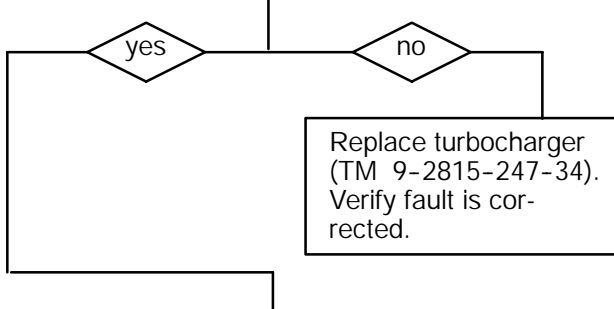 yes
no
Replace turbocharger
(TM 9-2815-247-34).
Verify fault is cor-
rected.